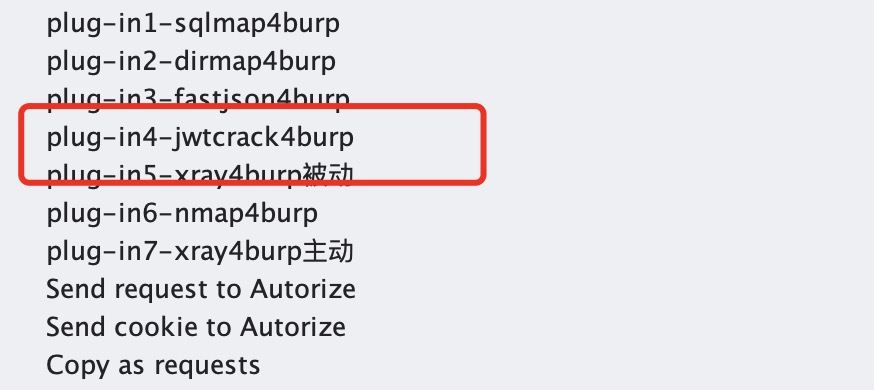 plug-in1-sqlmap4burp
plug-in2-dirmap4burp
plug-in3-fastjson4burp
plug-in4-jwtcrack4burp
plug-in5-xray4burp被动
plug-in6-nmap4burp
plug-in7-xray4burp主动
Send request to Autorize
Send cookie to Autorize
Copy as requests